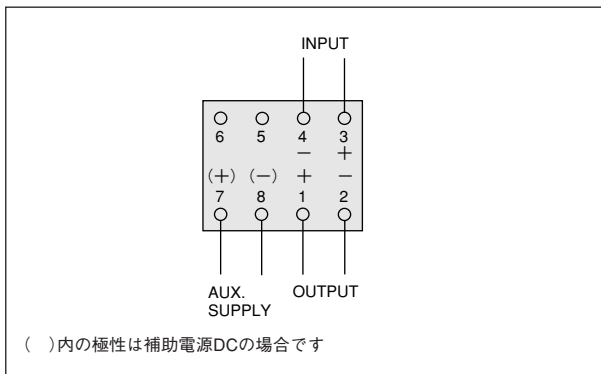 INPUT
6 5 4 3
− +
(+) (−) + −
7 8 1 2
AUX. SUPPLY OUTPUT
( )内の極性は補助電源DCの場合です